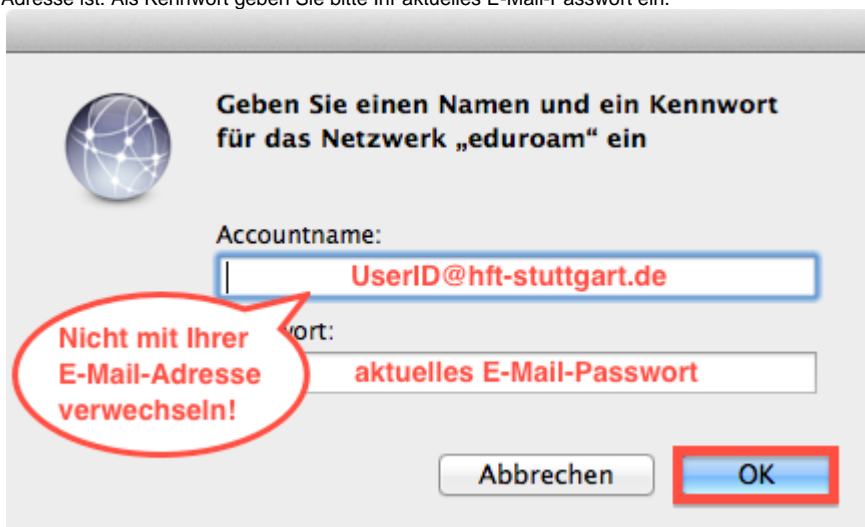 Adresse ist. Als Kennwort geben Sie bitte Ihr aktuelles E-Mail-Passwort ein.
Geben Sie einen Namen und ein Kennwort
für das Netzwerk „eduroam“ ein
Accountname:
UserID@hft-stuttgart.de
Nicht mit Ihrer
E-Mail-Adresse
verwechseln!
wort:
aktuelles E-Mail-Passwort
Abbrechen
OK